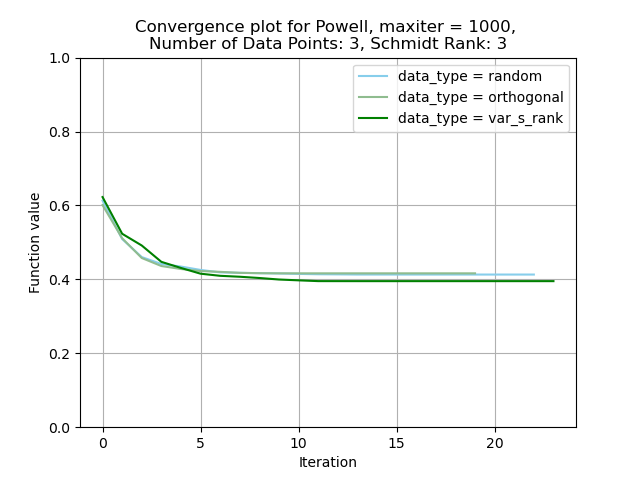 Convergence plot for Powell, maxiter = 1000,
Number of Data Points: 3, Schmidt Rank: 3
data_type = random
data_type = orthogonal
data_type = var_s_rank
1.0
0.8
0.6
0.4
0.2
0.0
Function value
0 5 10 15 20
Iteration